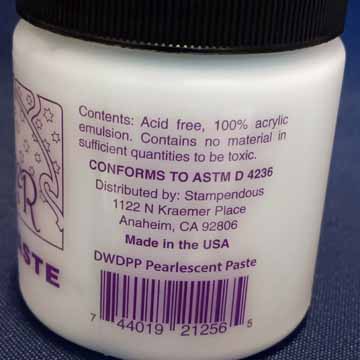 Contents: Acid free, 100% acrylic
emulsion. Contains no material in
sufficient quantities to be toxic.
CONFORMS TO ASTM D 4236
Distributed by: Stampendous
1122 N Kraemer Place
Anaheim, CA 92806
Made in the USA
DWDPP Pearlescent Paste
7 44019 21256 5
R
ASTE